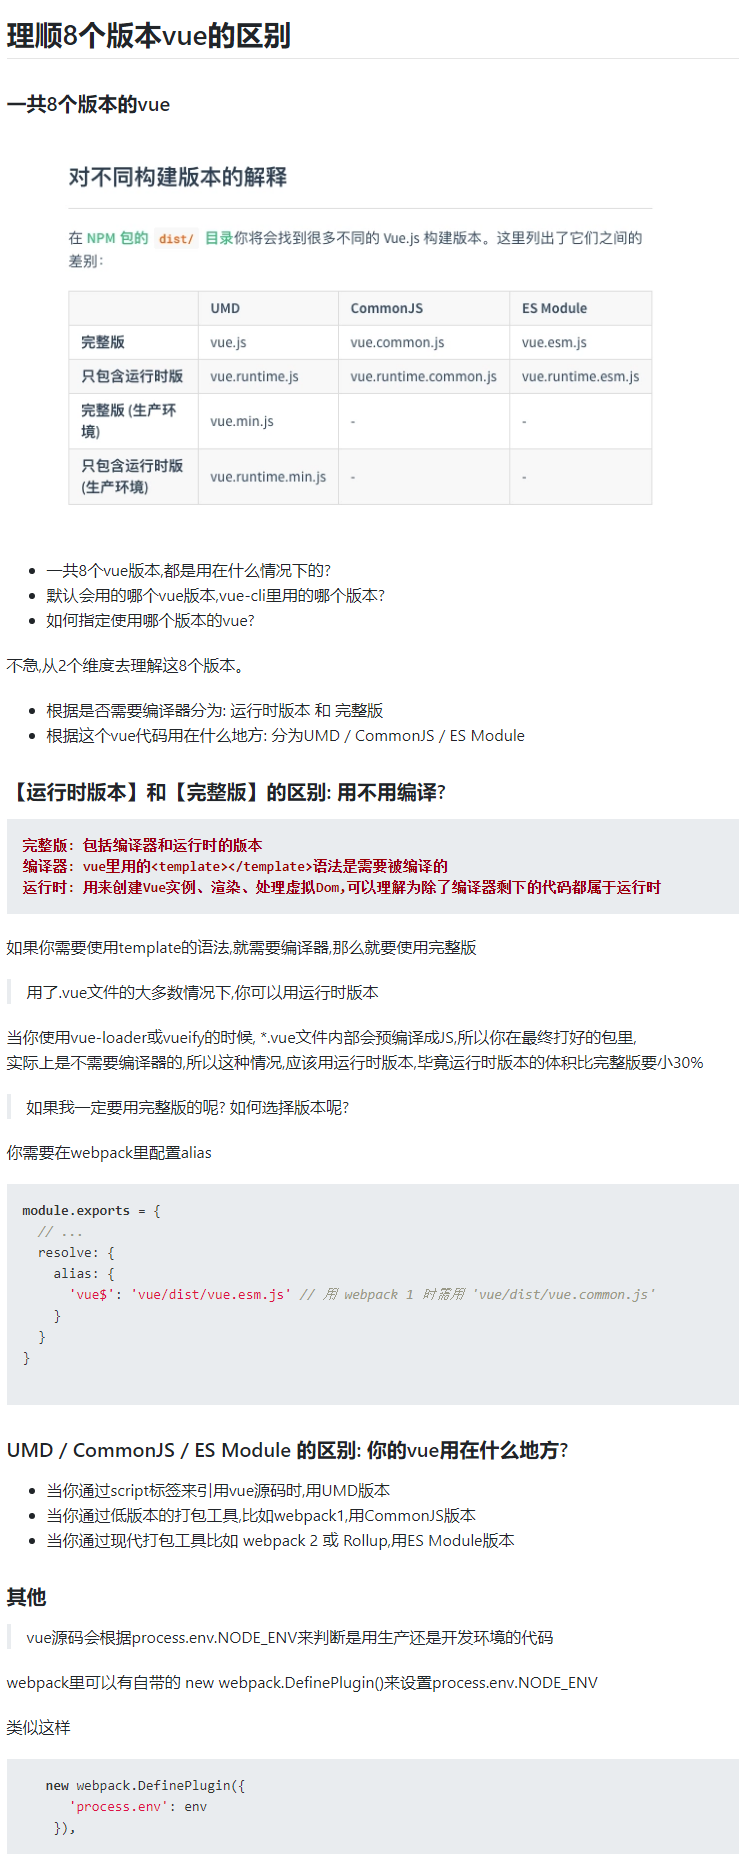 理顺8个版本vue的区别
一共8个版本的vue
对不同构建版本的解释
在 NPM 包的 dist/ 目录你将会找到很多不同的 Vue.js 构建版本。这里列出了它们之间的
差别：
UMD CommonJS ES Module
完整版 vue.js vue.common.js vue.esm.js
只包含运行时版 vue.runtime.js vue.runtime.common.js vue.runtime.esm.js
完整版 (生产环
境) vue.min.js - -
只包含运行时版
(生产环境) vue.runtime.min.js - -
一共8个vue版本,都是用在什么情况下的?
默认会用的哪个vue版本,vue-cli里用的哪个版本?
如何指定使用哪个版本的vue?
不急,从2个维度去理解这8个版本。
根据是否需要编译器分为: 运行时版本 和 完整版
根据这个vue代码用在什么地方: 分为UMD / CommonJS / ES Module
【运行时版本】和【完整版】的区别: 用不用编译?
完整版: 包括编译器和运行时的版本
编译器: vue里用的<template></template>语法是需要被编译的
运行时: 用来创建Vue实例、渲染、处理虚拟Dom,可以理解为除了编译器剩下的代码都属于运行时
如果你需要使用template的语法,就需要编译器,那么就要使用完整版
用了.vue文件的大多数情况下,你可以用运行时版本
当你使用vue-loader或vueify的时候, *.vue文件内部会预编译成JS,所以你在最终打好的包里,
实际上是不需要编译器的,所以这种情况,应该用运行时版本,毕竟运行时版本的体积比完整版要小30%
如果我一定要用完整版的呢? 如何选择版本呢?
你需要在webpack里配置alias
module.exports = {
// ...
resolve: {
alias: {
'vue$': 'vue/dist/vue.esm.js' // 用 webpack 1 时需用 'vue/dist/vue.common.js'
}
}
}
UMD / CommonJS / ES Module 的区别: 你的vue用在什么地方?
当你通过script标签来引用vue源码时,用UMD版本
当你通过低版本的打包工具,比如webpack1,用CommonJS版本
当你通过现代打包工具比如 webpack 2 或 Rollup,用ES Module版本
其他
vue源码会根据process.env.NODE_ENV来判断是用生产还是开发环境的代码
webpack里可以有自带的 new webpack.DefinePlugin()来设置process.env.NODE_ENV
类似这样
new webpack.DefinePlugin({
'process.env': env
}),